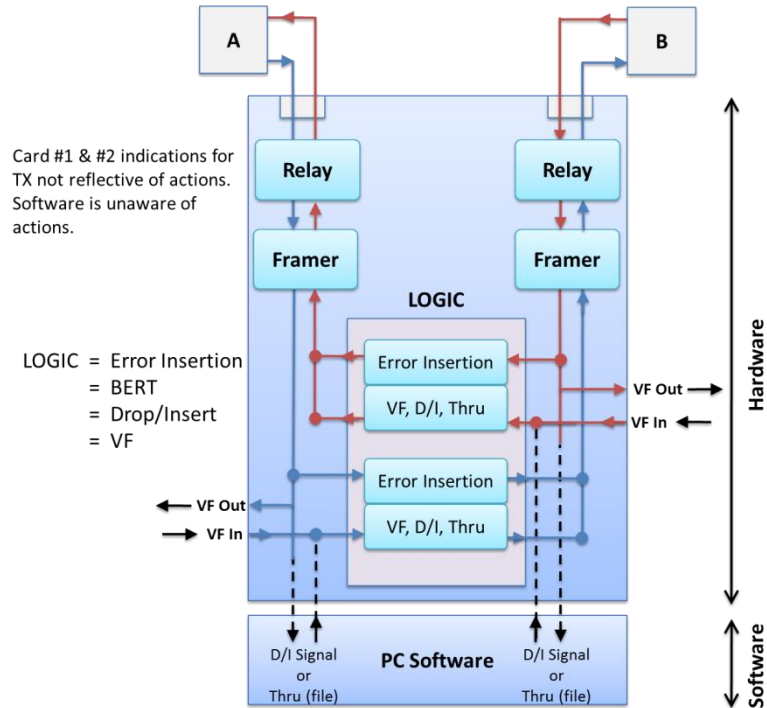 A
B
Card #1 & #2 indications for
TX not reflective of actions.
Software is unaware of
actions.
Relay
Relay
Framer
Framer
LOGIC
LOGIC = Error Insertion
= BERT
= Drop/Insert
= VF
Error Insertion
VF, D/I, Thru
VF Out
VF In
Error Insertion
VF, D/I, Thru
VF Out
VF In
Hardware
D/I Signal
or
Thru (file)
PC Software
D/I Signal
or
Thru (file)
Software